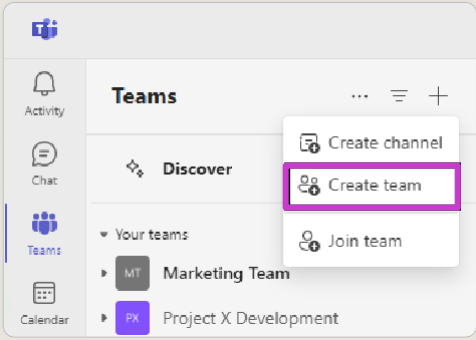 Activity
Chat
Teams
Calendar
Teams
Discover
Your teams
MT Marketing Team
PX Project X Development
Create channel
Create team
Join team